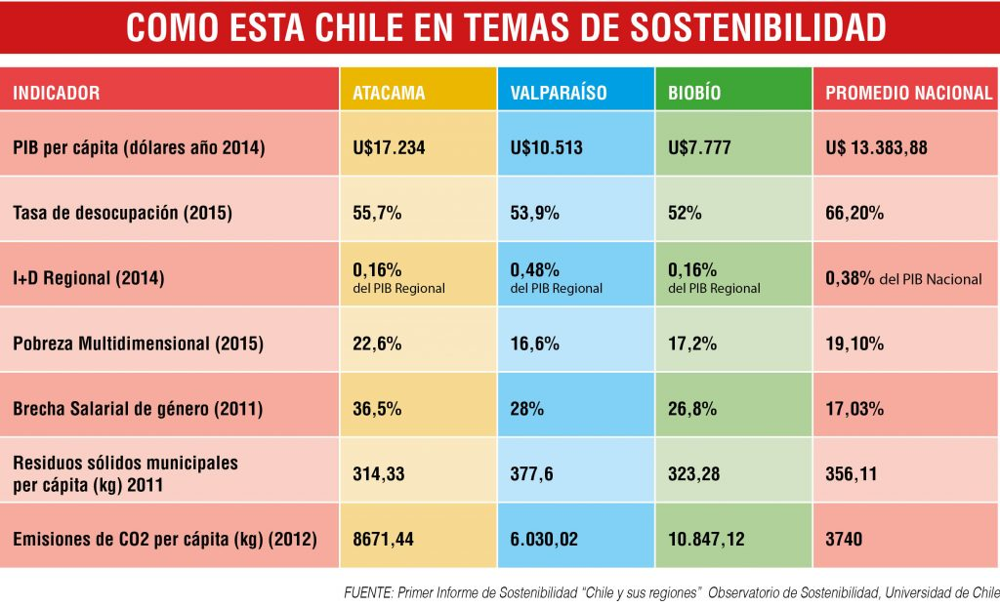 COMO ESTA CHILE EN TEMAS DE SOSTENIBILIDAD
INDICADOR ATACAMA VALPARAÍSO BIOBÍO PROMEDIO NACIONAL
PIB per cápita (dólares año 2014) U$17.234 U$10.513 U$7.777 U$ 13.383,88
Tasa de desocupación (2015) 55,7% 53,9% 52% 66,20%
I+D Regional (2014) 0,16% 0,48% 0,16% 0,38% del PIB Nacional
del PIB Regional del PIB Regional del PIB Regional
Pobreza Multidimensional (2015) 22,6% 16,6% 17,2% 19,10%
Brecha Salarial de género (2011) 36,5% 28% 26,8% 17,03%
Residuos sólidos municipales
per cápita (kg) 2011 314,33 377,6 323,28 356,11
Emisiones de CO2 per cápita (kg) (2012) 8671,44 6.030,02 10.847,12 3740
FUENTE: Primer Informe de Sostenibilidad “Chile y sus regiones” Observatorio de Sostenibilidad, Universidad de Chile